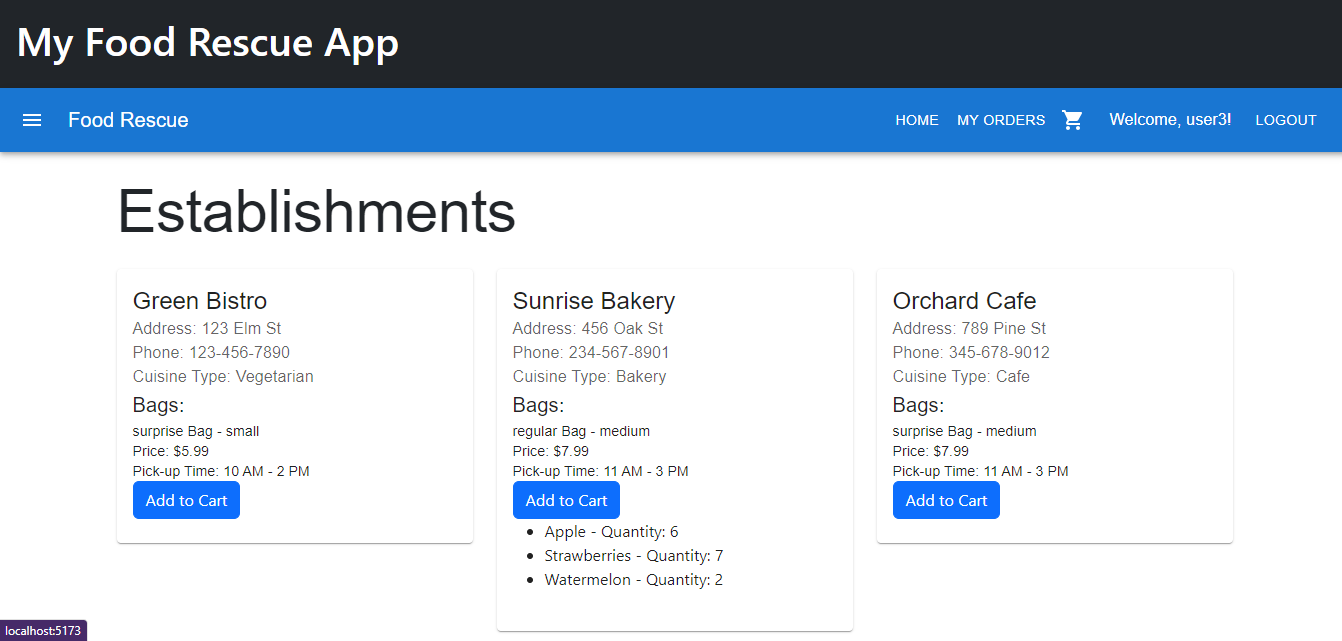 My Food Rescue App
Food Rescue
HOME
MY ORDERS
Welcome, user3!
LOGOUT
Establishments
Green Bistro
Address: 123 Elm St
Phone: 123-456-7890
Cuisine Type: Vegetarian
Bags:
surprise Bag - small
Price: $5.99
Pick-up Time: 10 AM - 2 PM
Add to Cart
Sunrise Bakery
Address: 456 Oak St
Phone: 234-567-8901
Cuisine Type: Bakery
Bags:
regular Bag - medium
Price: $7.99
Pick-up Time: 11 AM - 3 PM
Add to Cart
• Apple - Quantity: 6
• Strawberries - Quantity: 7
• Watermelon - Quantity: 2
Orchard Cafe
Address: 789 Pine St
Phone: 345-678-9012
Cuisine Type: Cafe
Bags:
surprise Bag - medium
Price: $7.99
Pick-up Time: 11 AM - 3 PM
Add to Cart
localhost:5173